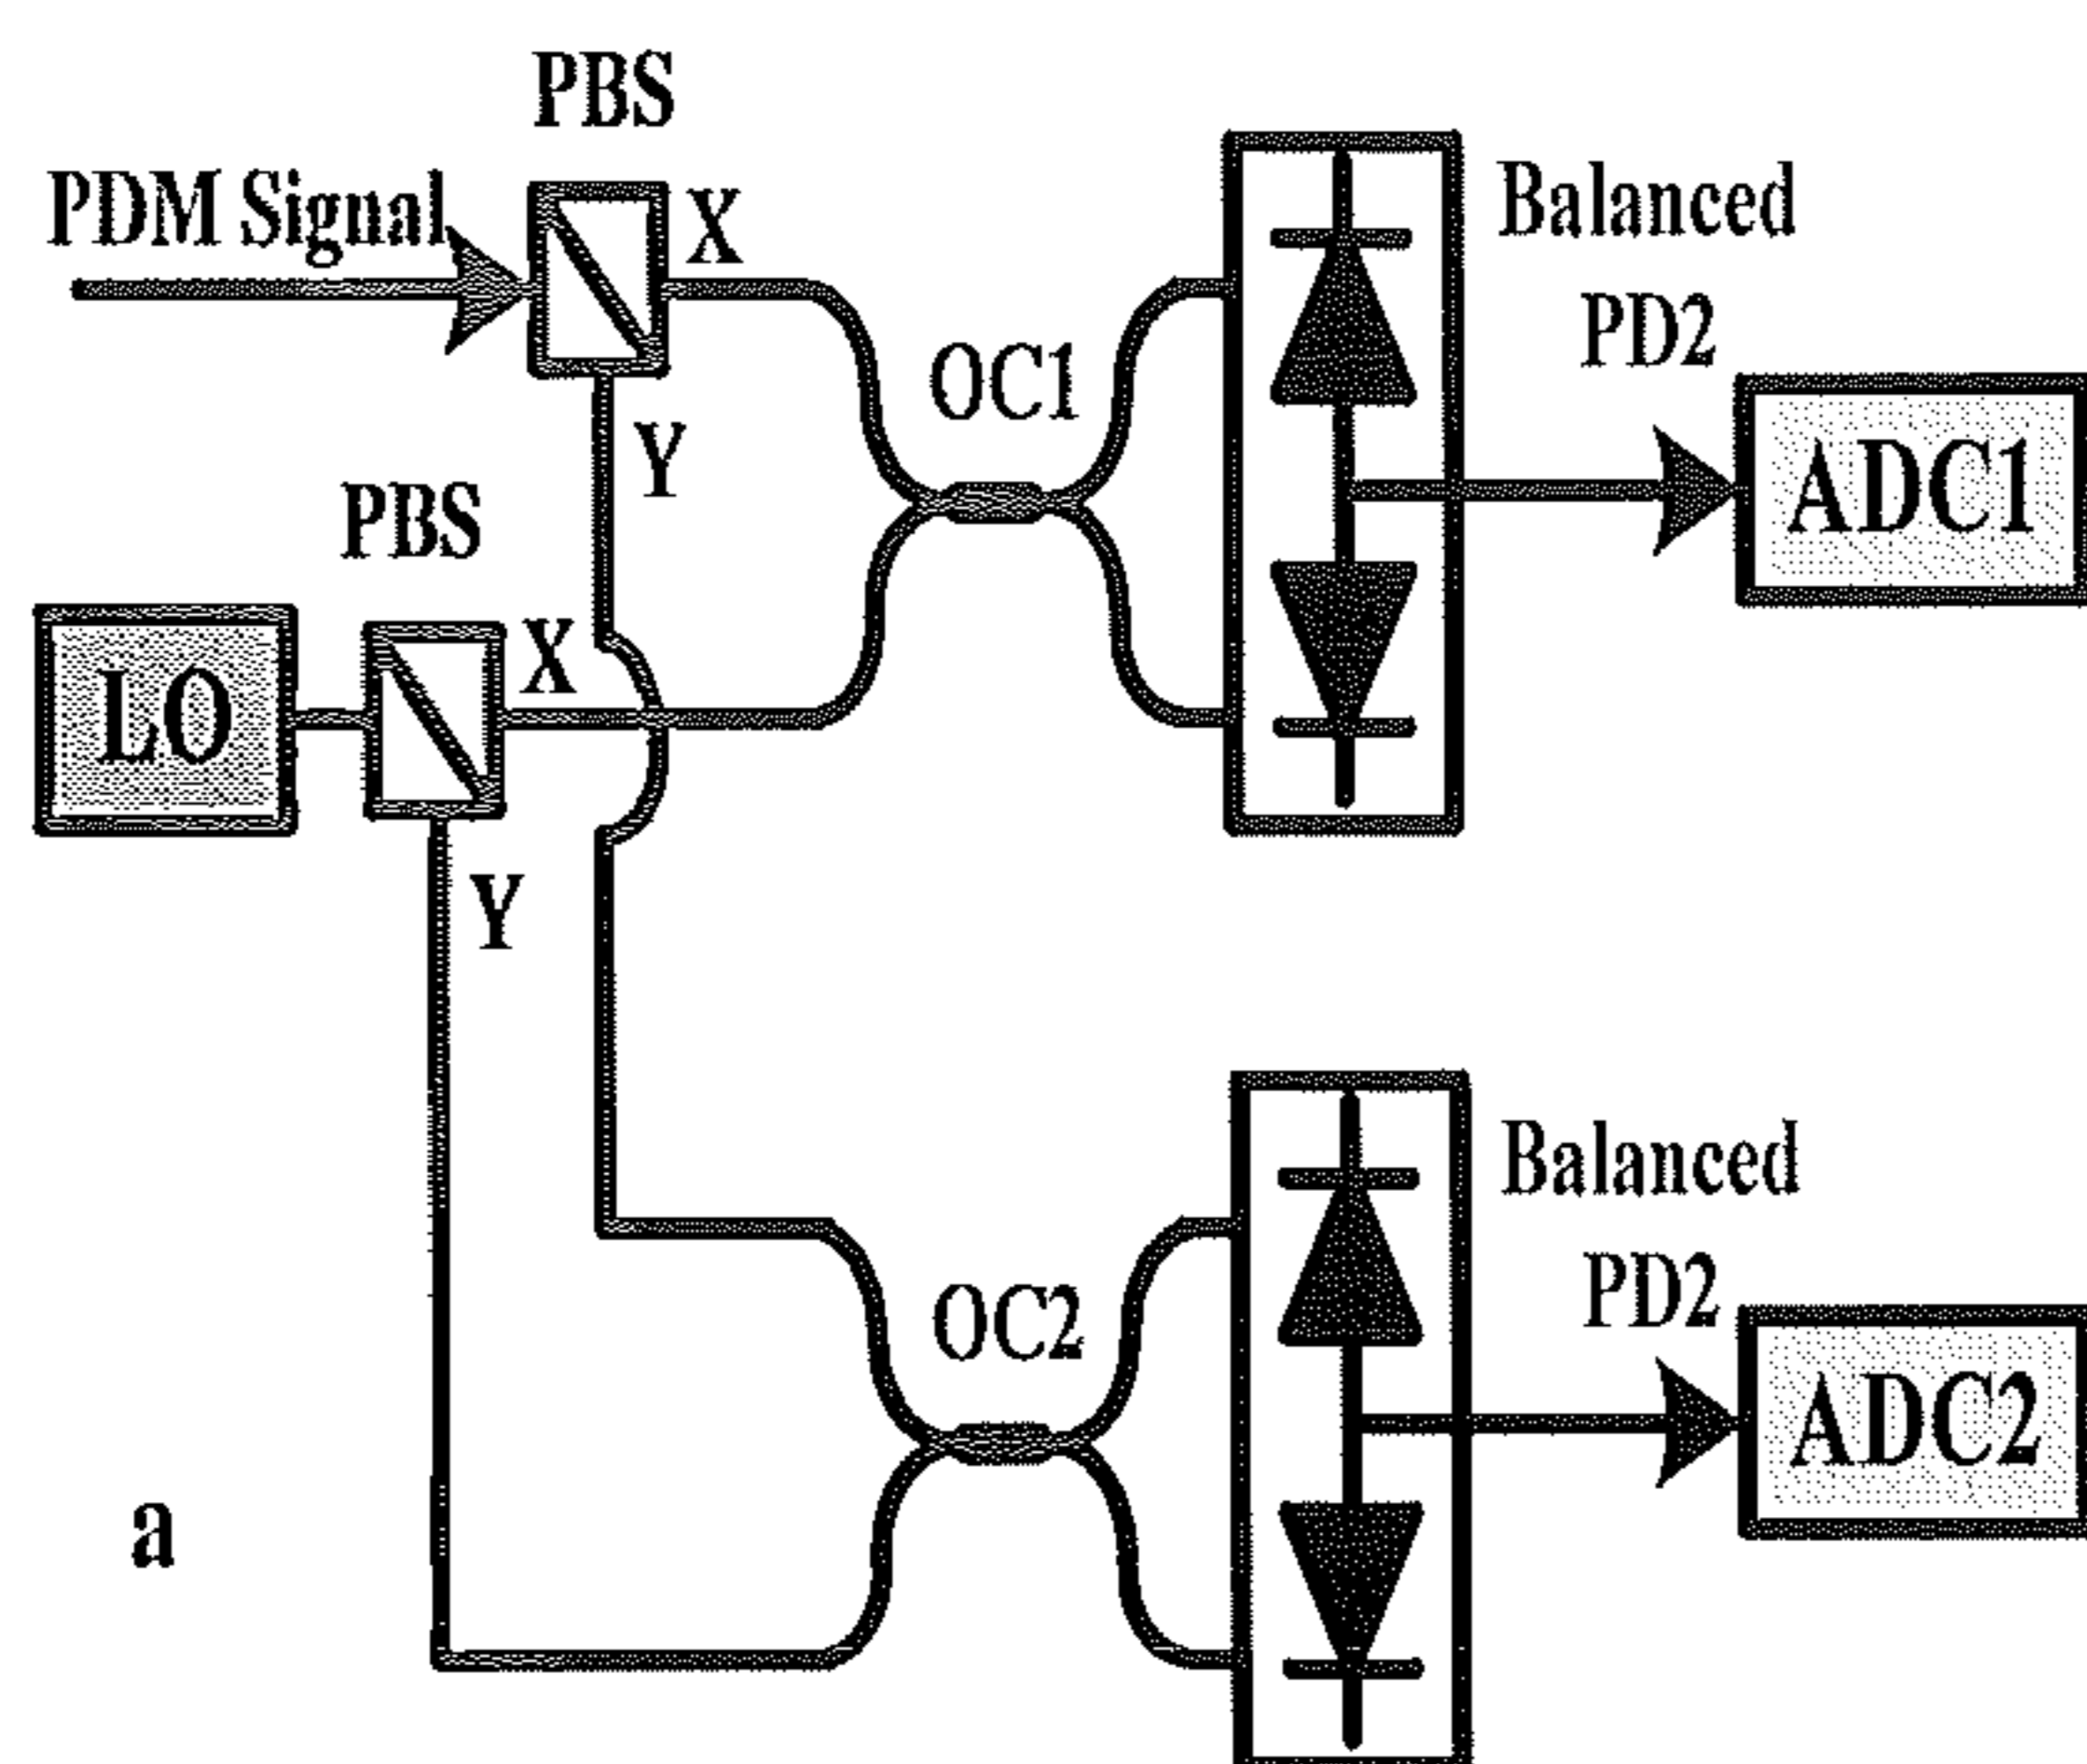 PBS
PDM Signal
X
Balanced
PD2
OC1
Y
ADC1
PBS
X
LO
Y
Balanced
PD2
OC2
ADC2
a